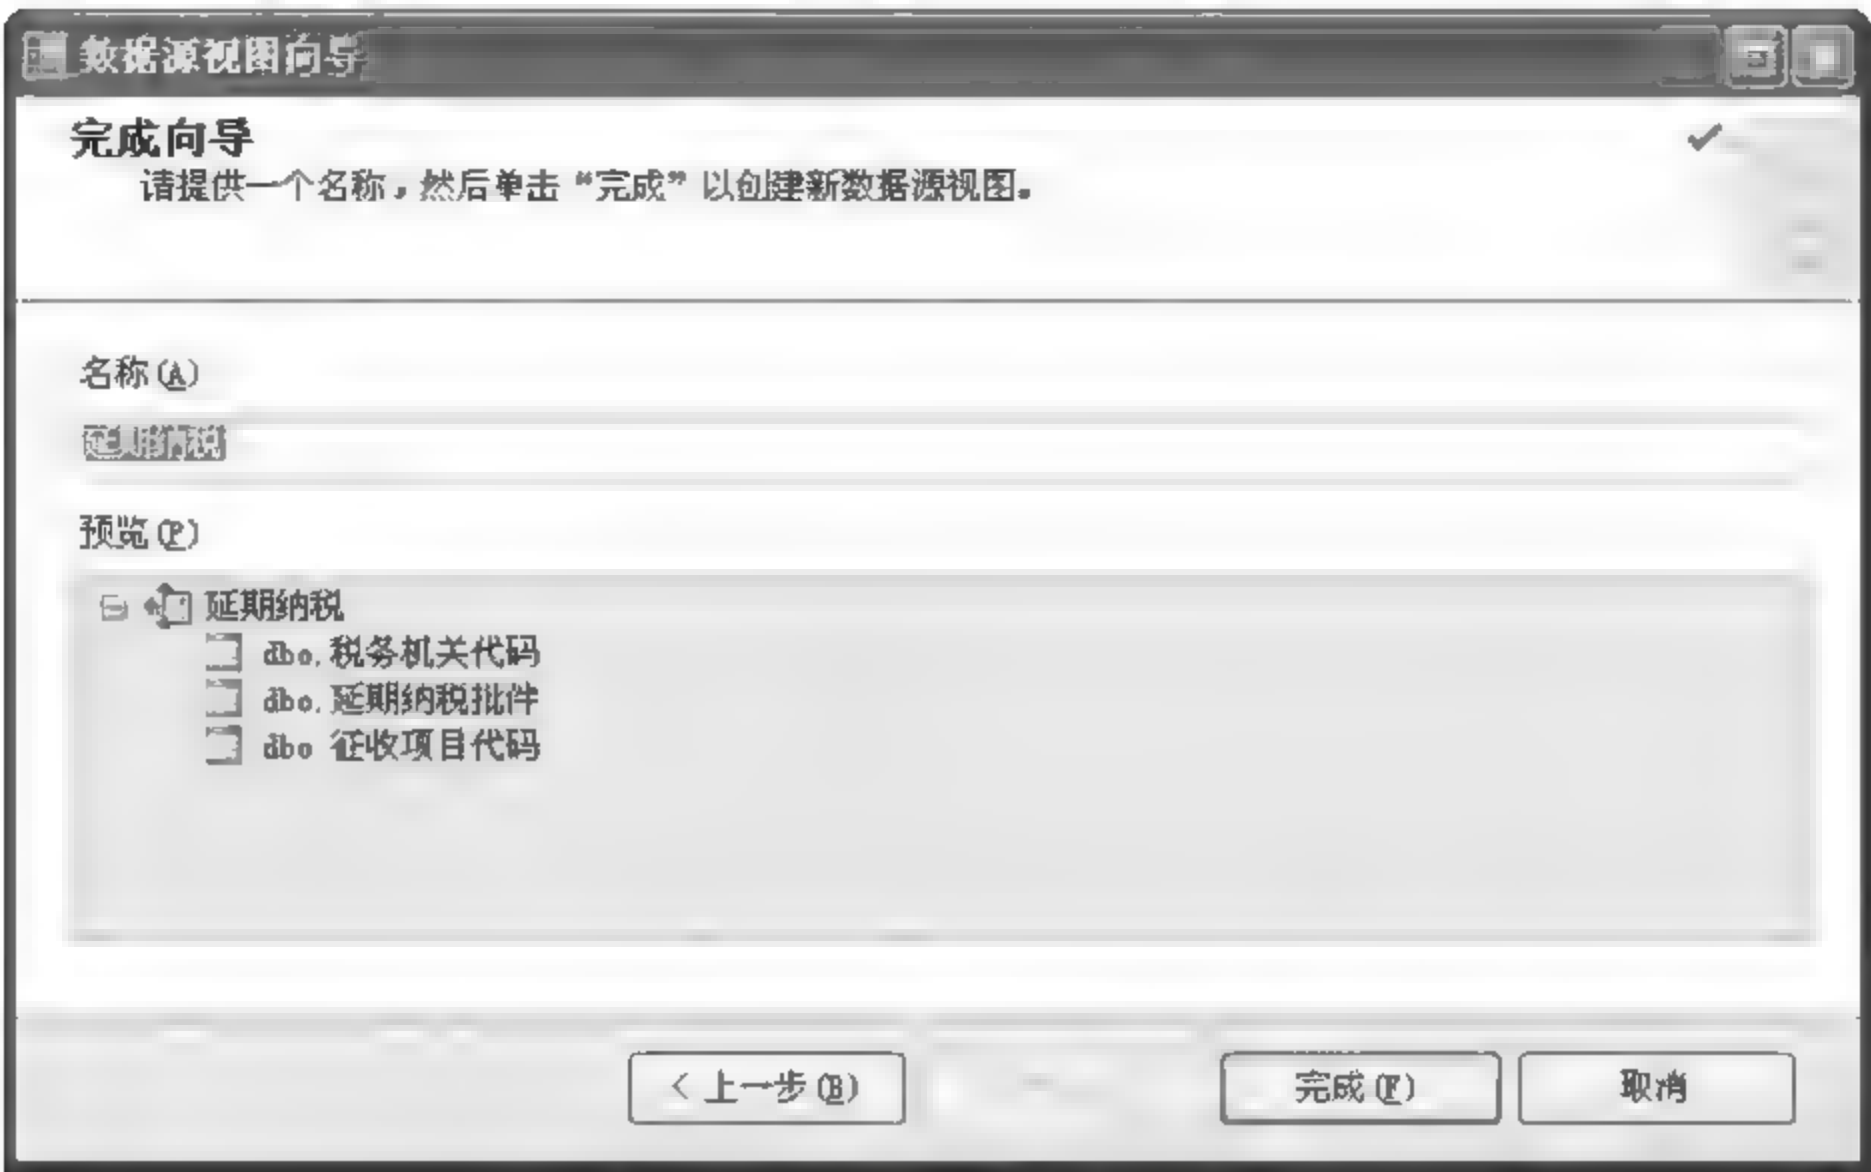 数据源视图向导
完成向导
请提供一个名称，然后单击“完成”以创建新数据源视图。
名称(A)
延期纳税
预览(P)
延期纳税
dbo.税务机关代码
dbo.延期纳税批件
dbo 征收项目代码
< 上一步(B)
完成(F)
取消